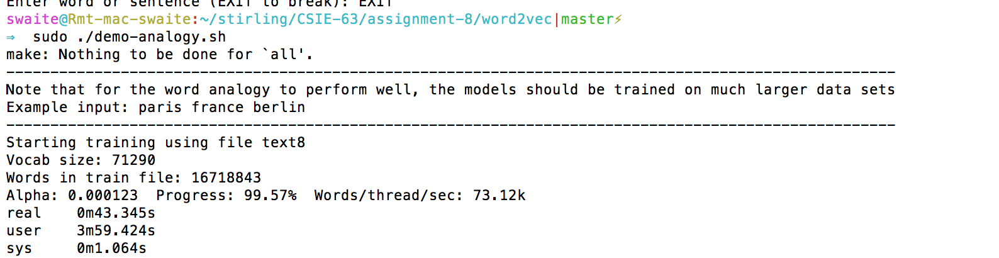 Enter word or sentence (EXIT to break): EXIT
swaite@Rmt-mac-swaite:~/stirling/CSIE-63/assignment-8/word2vec|master⚡
⇒  sudo ./demo-analogy.sh
make: Nothing to be done for `all'.
-----------------------------------------------------------------------------------------------------
Note that for the word analogy to perform well, the models should be trained on much larger data sets
Example input: paris france berlin
-----------------------------------------------------------------------------------------------------
Starting training using file text8
Vocab size: 71290
Words in train file: 16718843
Alpha: 0.000123  Progress: 99.57%  Words/thread/sec: 73.12k
real    0m43.345s
user    3m59.424s
sys     0m1.064s